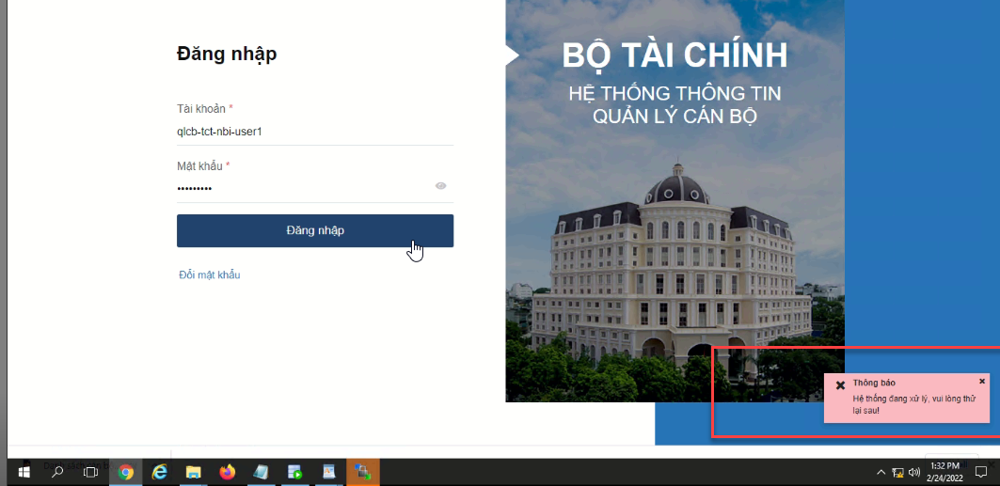 Đăng nhập
Tài khoản *
qlcb-tct-nbi-user1
Mật khẩu *
Đăng nhập
Đổi mật khẩu
BỘ TÀI CHÍNH
HỆ THỐNG THÔNG TIN
QUẢN LÝ CÁN BỘ
Thông báo
Hệ thống đang xử lý, vui lòng thử
lại sau!
1:32 PM
2/24/2022